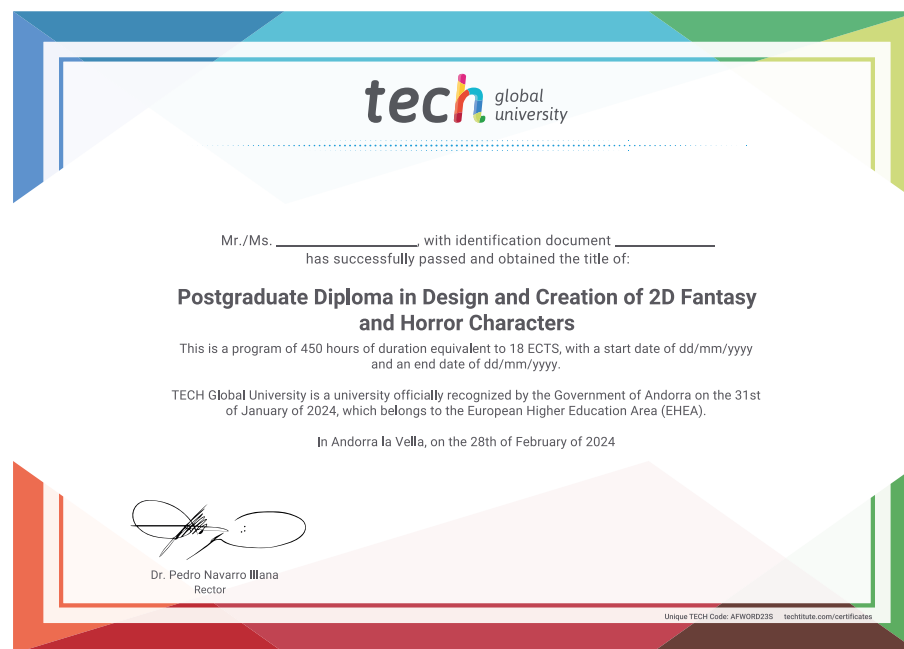 tech global university
Mr./Ms. ______________, with identification document __________
has successfully passed and obtained the title of:
Postgraduate Diploma in Design and Creation of 2D Fantasy
and Horror Characters
This is a program of 450 hours of duration equivalent to 18 ECTS, with a start date of dd/mm/yyyy
and an end date of dd/mm/yyyy.
TECH Global University is a university officially recognized by the Government of Andorra on the 31st
of January of 2024, which belongs to the European Higher Education Area (EHEA).
In Andorra la Vella, on the 28th of February of 2024
Dr. Pedro Navarro Illana
Rector
Unique TECH Code: AFWORD23S techtitute.com/certificates